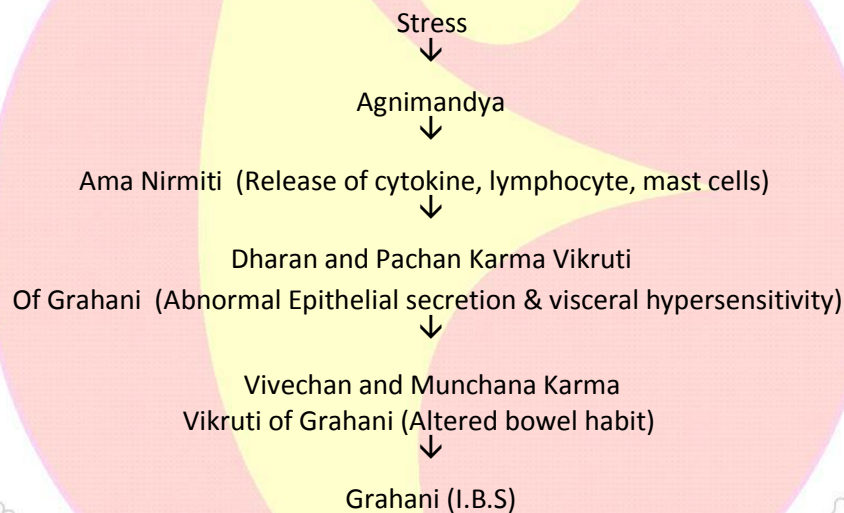 Stress
↓
Agnimandya
↓
Ama Nirmiti (Release of cytokine, lymphocyte, mast cells)
↓
Dharan and Pachan Karma Vikruti
Of Grahani (Abnormal Epithelial secretion & visceral hypersensitivity)
↓
Vivechan and Munchana Karma
Vikruti of Grahani (Altered bowel habit)
↓
Grahani (I.B.S)